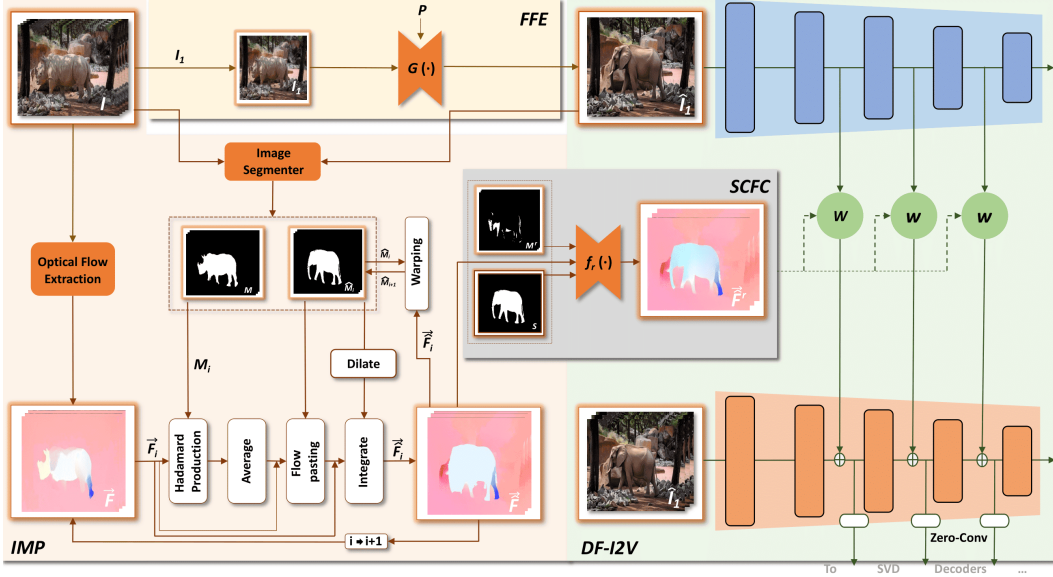 FFE
P
I₁
G (·)
I
I₁
Î₁
Image
Segmenter
SCFC
Optical Flow
Extraction
M
M̂ᵢ
M̂ᵢ
M̂ᵢ₊₁
Warping
Mʳ
S
fᵣ (·)
F̂ʳ
W
w
w
Mᵢ
Dilate
F̂ᵢ
F
Fᵢ
Hadamard
Production
Average
Flow
pasting
Integrate
F̂ᵢ
F̂
Î₁
i → i+1
IMP
DF-I2V
Zero-Conv
To SVD Decoders ...